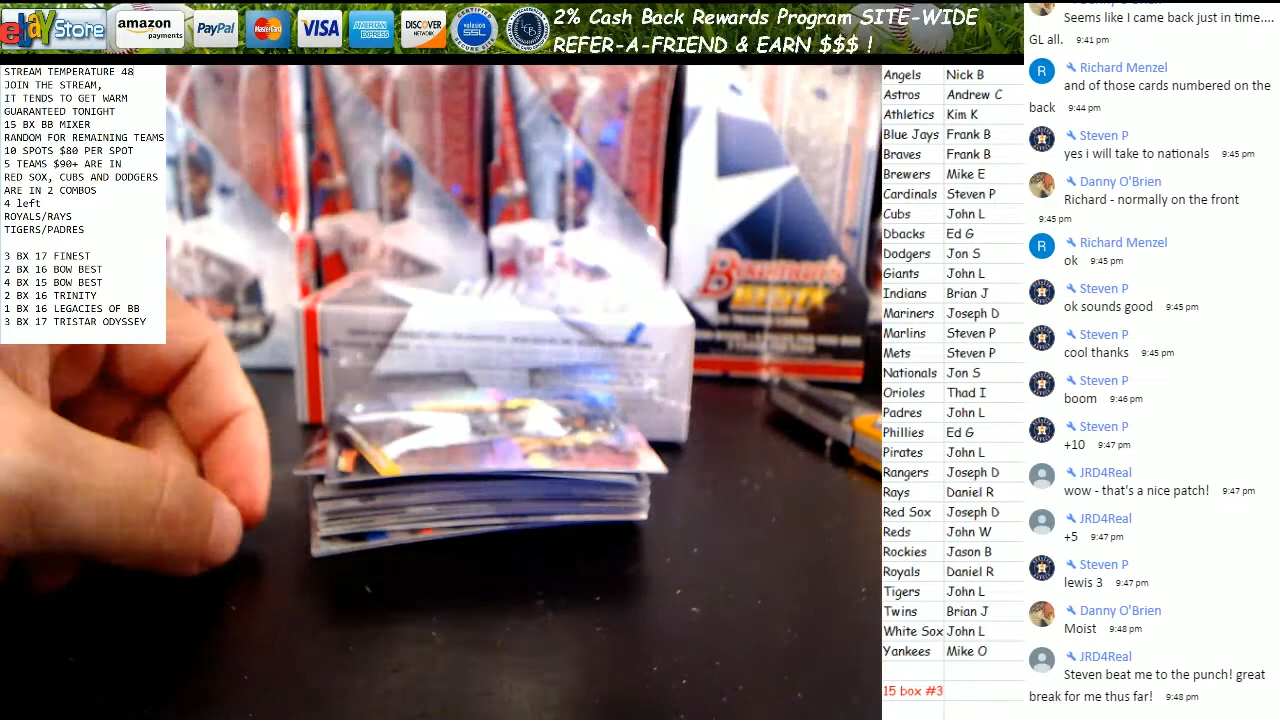 ebay Store
amazon
payments
PayPal
MasterCard
VISA
AMERICAN
EXPRESS
DISCOVER
NETWORK
CERTIFIED
volusion
SSL
SECURE SITE
2% Cash Back Rewards Program SITE-WIDE
REFER-A-FRIEND & EARN $$$ !
STREAM TEMPERATURE 48
JOIN THE STREAM,
IT TENDS TO GET WARM
GUARANTEED TONIGHT
15 BX BB MIXER
RANDOM FOR REMAINING TEAMS
10 SPOTS $80 PER SPOT
5 TEAMS $90+ ARE IN
RED SOX, CUBS AND DODGERS
ARE IN 2 COMBOS
4 left
ROYALS/RAYS
TIGERS/PADRES
3 BX 17 FINEST
2 BX 16 BOW BEST
4 BX 15 BOW BEST
2 BX 16 TRINITY
1 BX 16 LEGACIES OF BB
3 BX 17 TRISTAR ODYSSEY
Bowman's
BEST
Angels Nick B
Astros Andrew C
Athletics Kim K
Blue Jays Frank B
Braves Frank B
Brewers Mike E
Cardinals Steven P
Cubs John L
Dbacks Ed G
Dodgers Jon S
Giants John L
Indians Brian J
Mariners Joseph D
Marlins Steven P
Mets Steven P
Nationals Jon S
Orioles Thad I
Padres John L
Phillies Ed G
Pirates John L
Rangers Joseph D
Rays Daniel R
Red Sox Joseph D
Reds John W
Rockies Jason B
Royals Daniel R
Tigers John L
Twins Brian J
White Sox John L
Yankees Mike O
15 box #3
Seems like I came back just in time....
GL all. 9:41 pm
R Richard Menzel
and of those cards numbered on the
back 9:44 pm
Steven P
yes i will take to nationals 9:45 pm
Danny O'Brien
Richard - normally on the front
9:45 pm
R Richard Menzel
ok 9:45 pm
Steven P
ok sounds good 9:45 pm
Steven P
cool thanks 9:45 pm
Steven P
boom 9:46 pm
Steven P
+10 9:47 pm
JRD4Real
wow - that's a nice patch! 9:47 pm
JRD4Real
+5 9:47 pm
Steven P
lewis 3 9:47 pm
Danny O'Brien
Moist 9:48 pm
JRD4Real
Steven beat me to the punch! great
break for me thus far! 9:48 pm